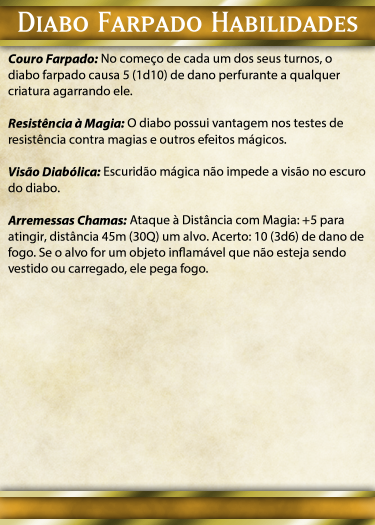 Diabo Farpado Habilidades
Couro Farpado: No começo de cada um dos seus turnos, o
diabo farpado causa 5 (1d10) de dano perfurante a qualquer
criatura agarrando ele.
Resistência à Magia: O diabo possui vantagem nos testes de
resistência contra magias e outros efeitos mágicos.
Visão Diabólica: Escuridão mágica não impede a visão no escuro
do diabo.
Arremessas Chamas: Ataque à Distância com Magia: +5 para
atingir, distância 45m (30Q) um alvo. Acerto: 10 (3d6) de dano de
fogo. Se o alvo for um objeto inflamável que não esteja sendo
vestido ou carregado, ele pega fogo.